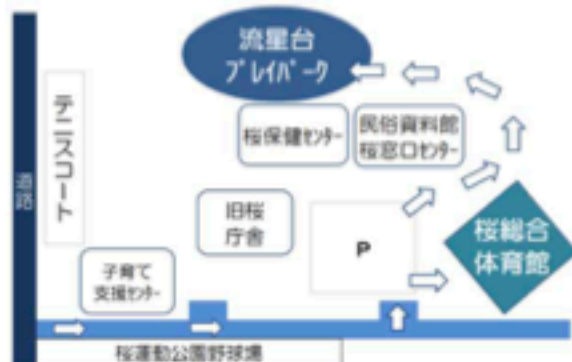 流星台
プレイパーク
桜保健センター
民俗資料館
桜窓口センター
テニスコート
道路
旧桜
庁舎
P
桜総合
体育館
子育て
支援センター
桜運動公園野球場